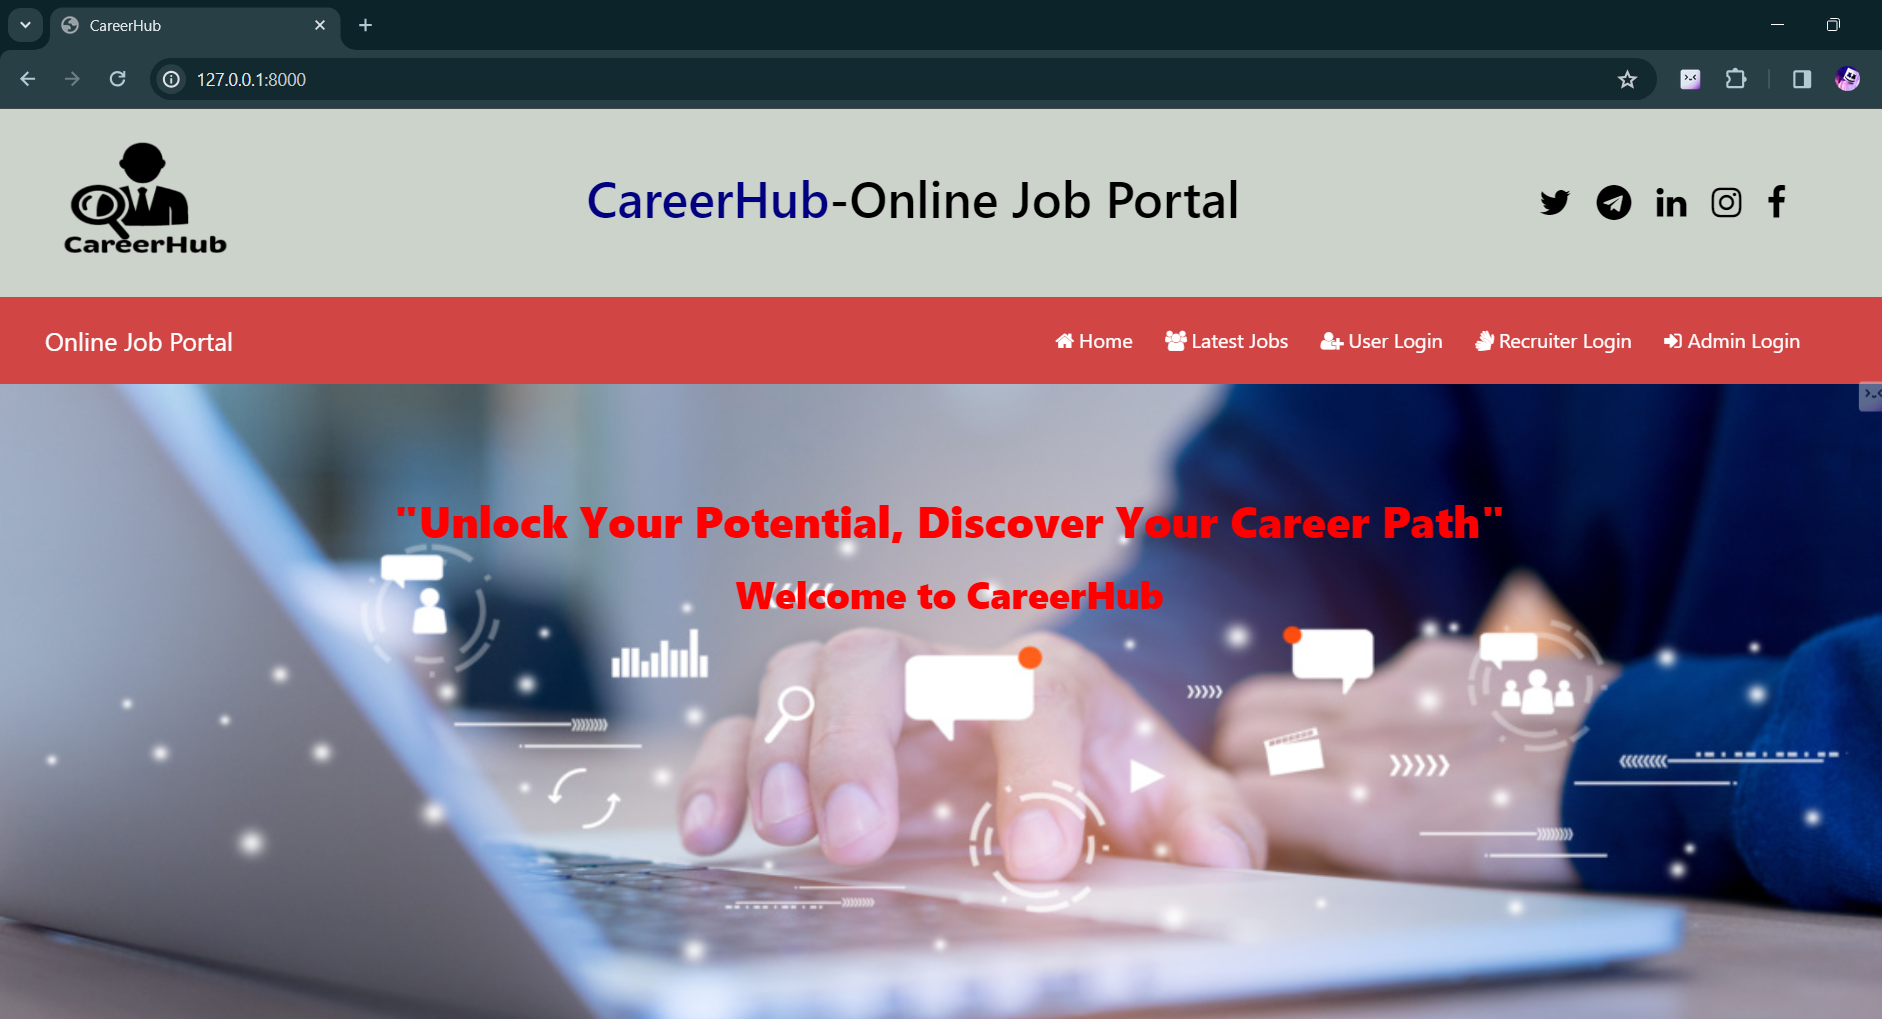 CareerHub
127.0.0.1:8000
CareerHub
CareerHub-Online Job Portal
Online Job Portal
Home
Latest Jobs
User Login
Recruiter Login
Admin Login
"Unlock Your Potential, Discover Your Career Path"
Welcome to CareerHub